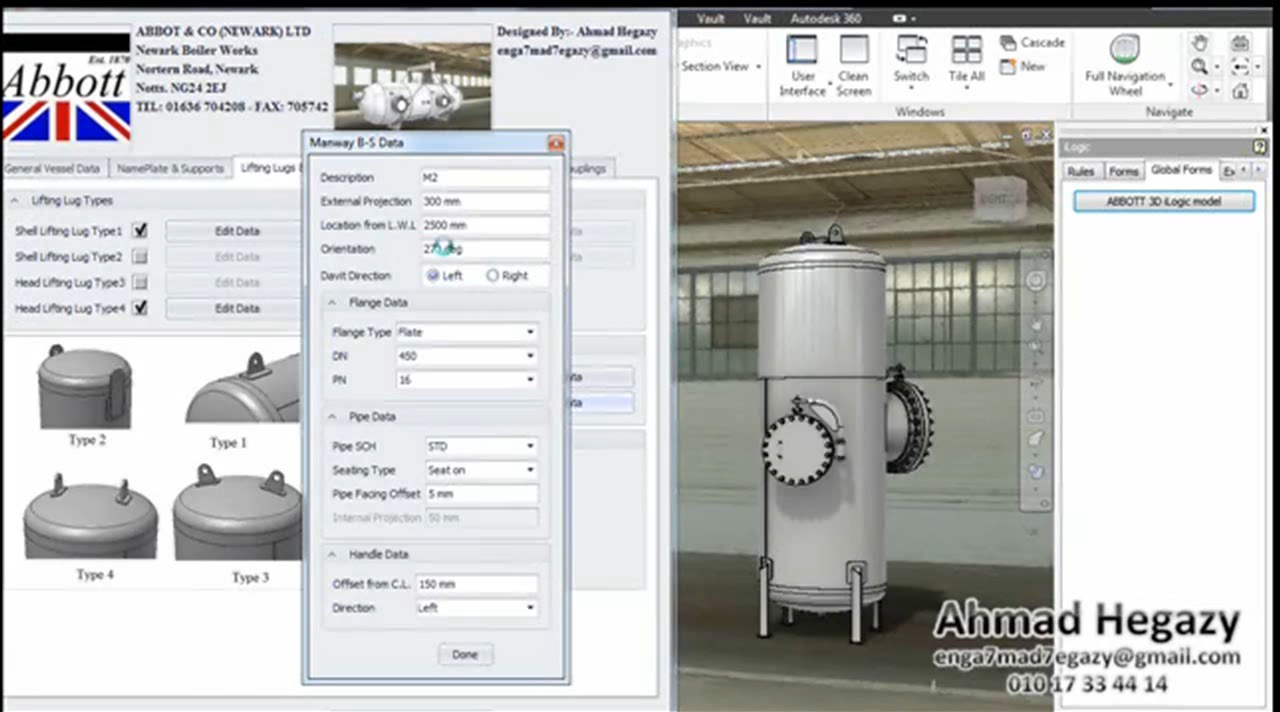 ABBOT & CO (NEWARK) LTD
Newark Boiler Works
Nortern Road, Newark
Notts. NG24 2EJ
TEL: 01636 704208 - FAX: 705742
Est. 1870
Abbott
Designed By:- Ahmad Hegazy
enga7mad7egazy@gmail.com
General Vessel Data
NamePlate & Supports
Lifting Lugs &
Lifting Lug Types
Shell Lifting Lug Type1
Edit Data
Shell Lifting Lug Type2
Edit Data
Head Lifting Lug Type3
Edit Data
Head Lifting Lug Type4
Edit Data
Type 2
Type 1
Type 4
Type 3
Manway B-S Data
Description
M2
External Projection
300 mm
Location from L.W.L
2500 mm
Orientation
Davit Direction
Left
Right
Flange Data
Flange Type
Plate
DN
450
PN
16
Pipe Data
Pipe SCH
STD
Seating Type
Seat on
Pipe Facing Offset
5 mm
Internal Projection
50 mm
Handle Data
Offset from C.L.
150 mm
Direction
Left
Done
Vault
Vault
Autodesk 360
Section View
User Interface
Clean Screen
Switch
Tile All
Cascade
New
Windows
Full Navigation Wheel
Navigate
iLogic
Rules
Forms
Global Forms
ABBOTT 3D iLogic model
Ahmad Hegazy
enga7mad7egazy@gmail.com
010 17 33 44 14